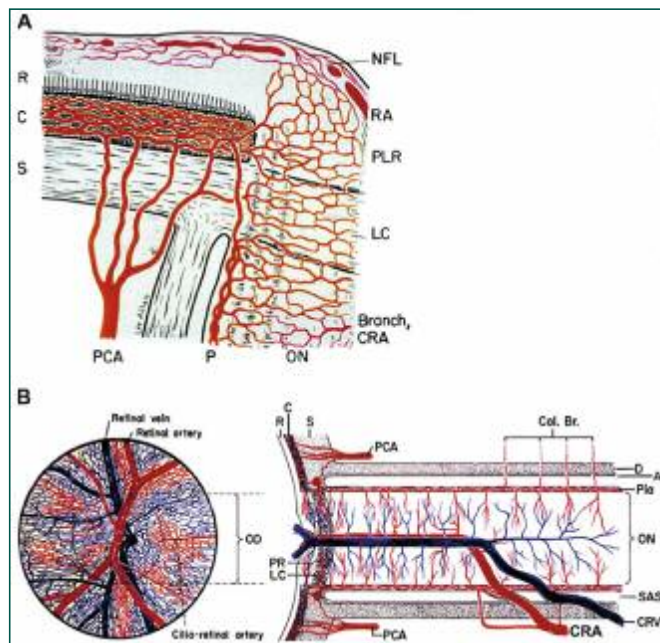 A
NFL
R
RA
C
PLR
S
LC
Branch,
CRA
PCA
P
ON
B
Retinal vein
Retinal artery
OD
Cilio-retinal artery
C
R
S
PCA
Col. Br.
D
A
Pia
ON
PR
LC
SAS
CRV
CRA
PCA